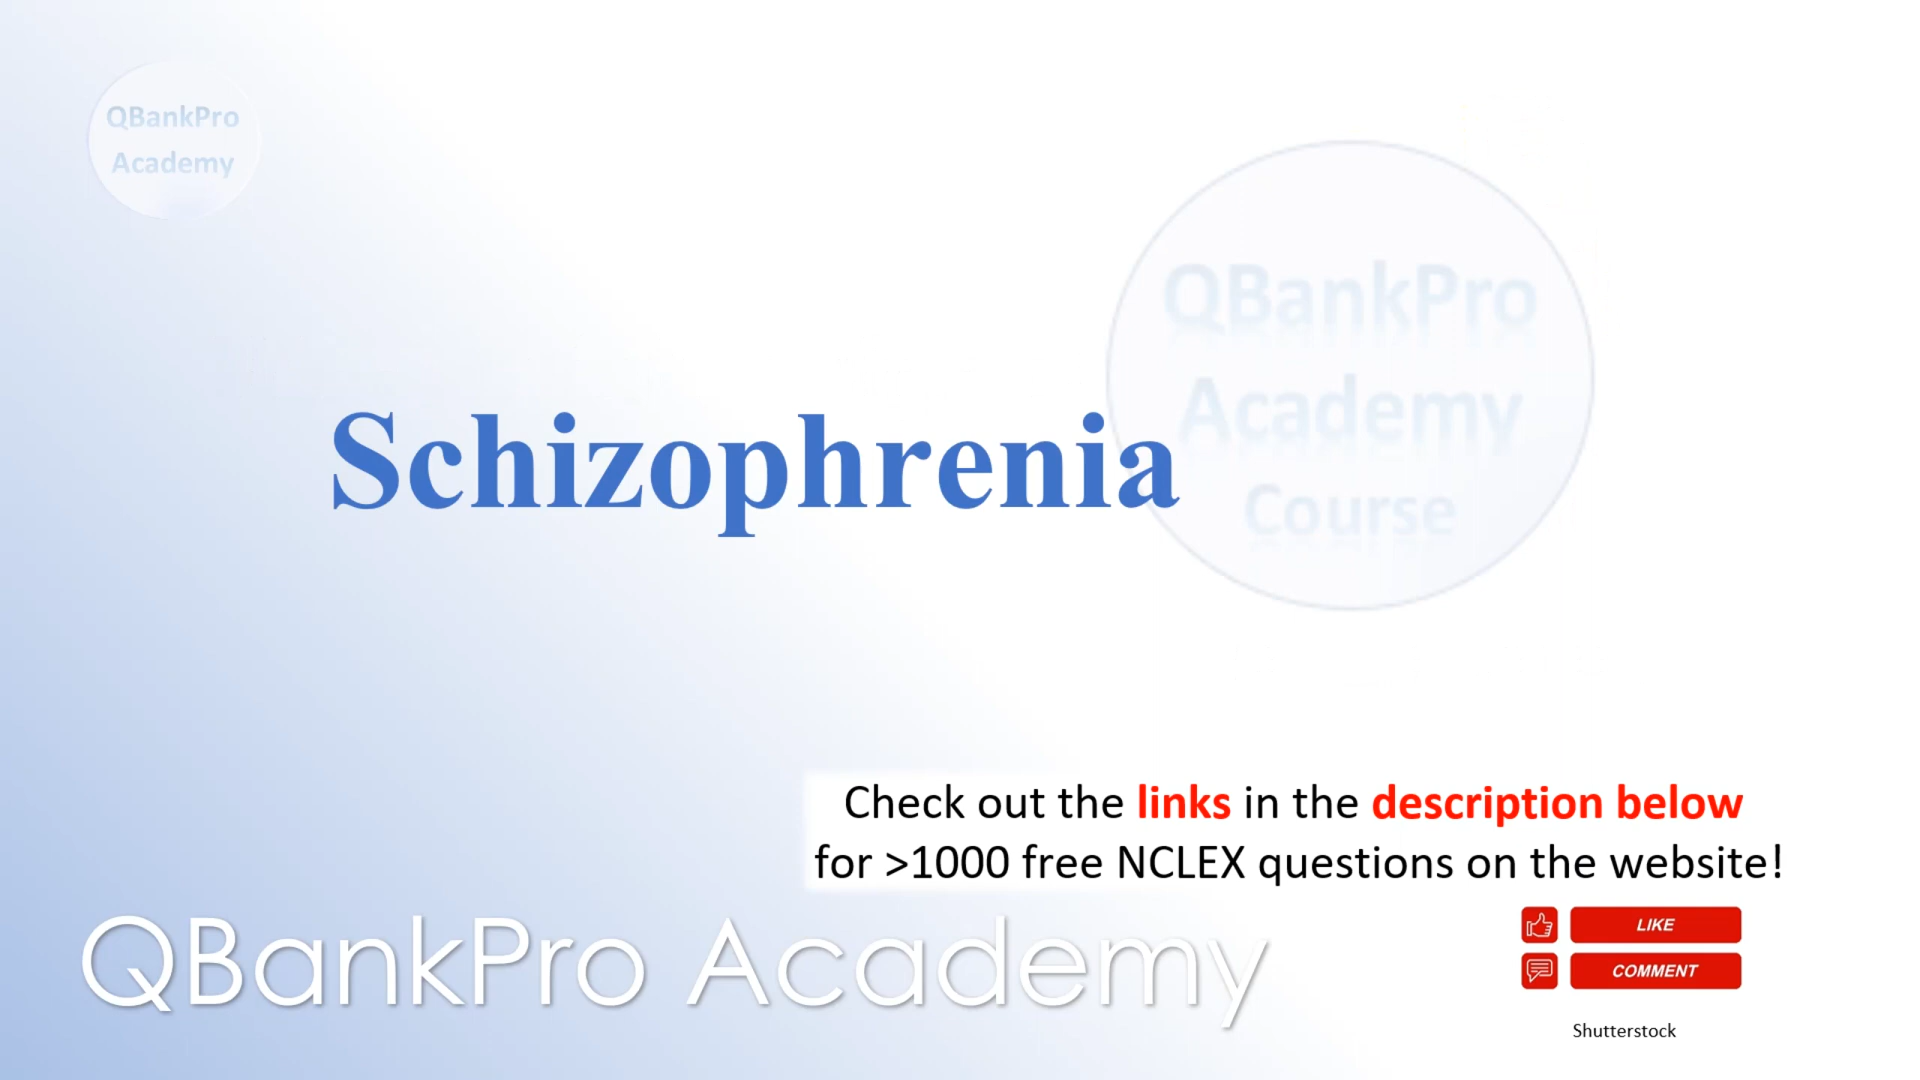 QBankPro
Academy
QBankPro
Academy
Course
Schizophrenia
Check out the links in the description below
for >1000 free NCLEX questions on the website!
QBankPro Academy
LIKE
COMMENT
Shutterstock